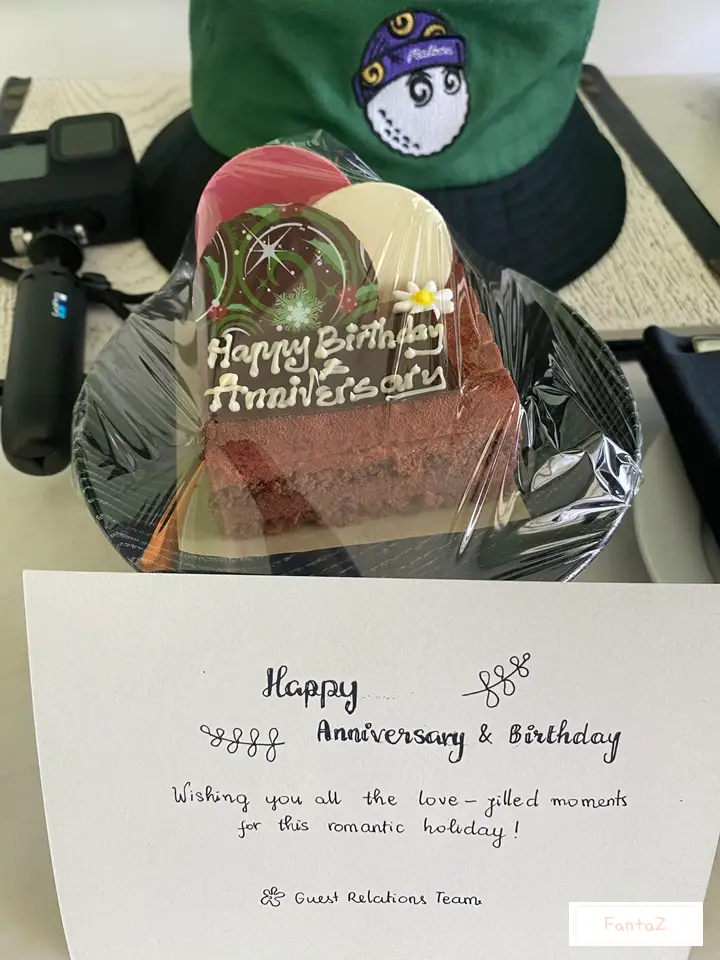 Malbon
Happy Birthday
&
Anniversary
GoPro
Happy
Anniversary & Birthday
Wishing you all the love – filled moments
for this romantic holiday!
Guest Relations Team
FantaZ